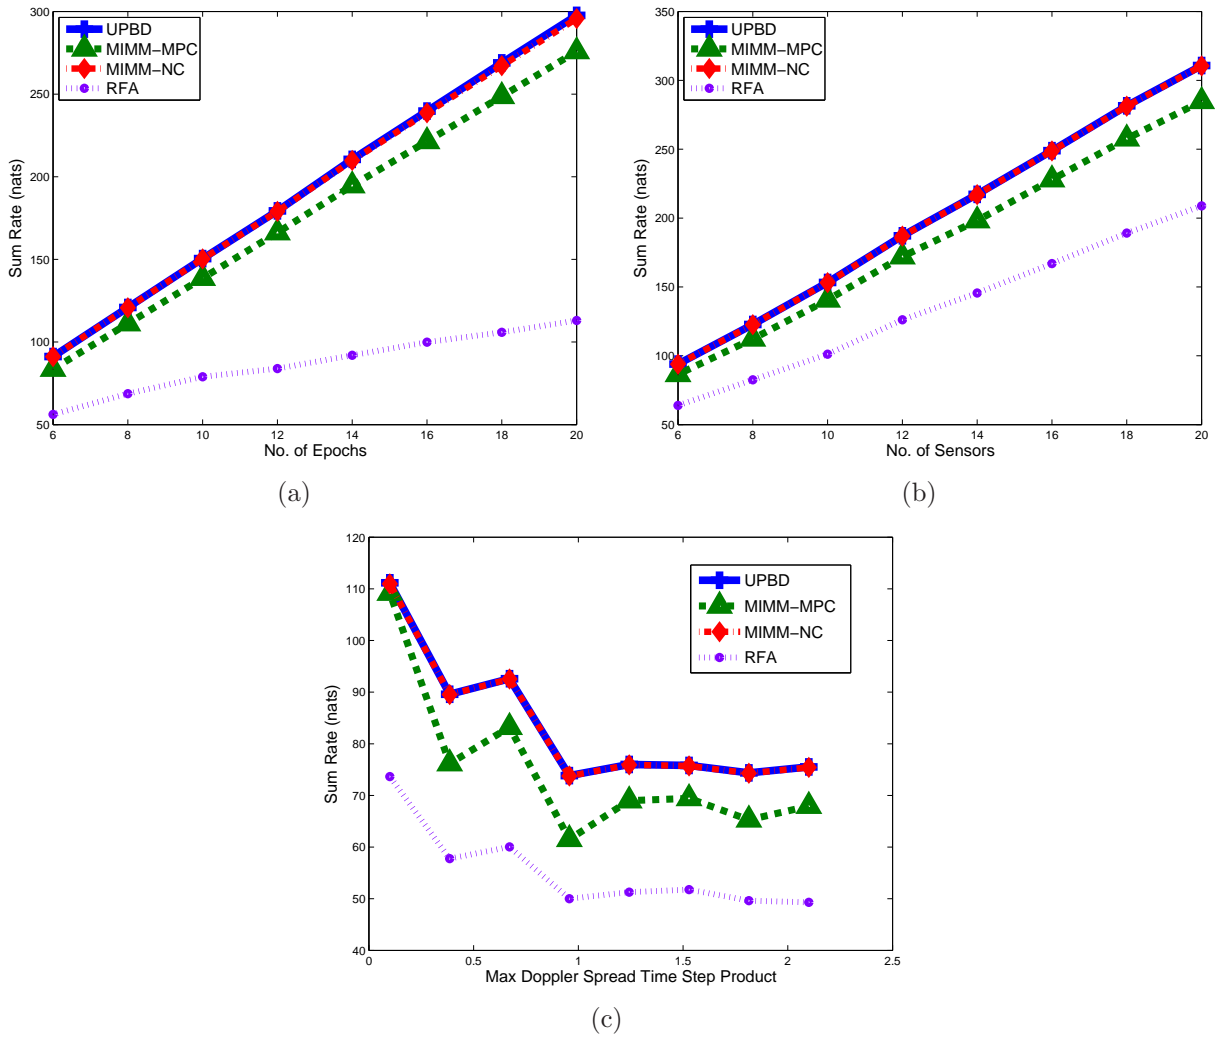 300
250
200
150
100
50
Sum Rate (nats)
UPBD
MIMM−MPC
MIMM−NC
RFA
6 8 10 12 14 16 18 20
No. of Epochs
(a)
350
300
250
200
150
100
50
Sum Rate (nats)
UPBD
MIMM−MPC
MIMM−NC
RFA
6 8 10 12 14 16 18 20
No. of Sensors
(b)
120
110
100
90
80
70
60
50
40
Sum Rate (nats)
UPBD
MIMM−MPC
MIMM−NC
RFA
0 0.5 1 1.5 2 2.5
Max Doppler Spread Time Step Product
(c)